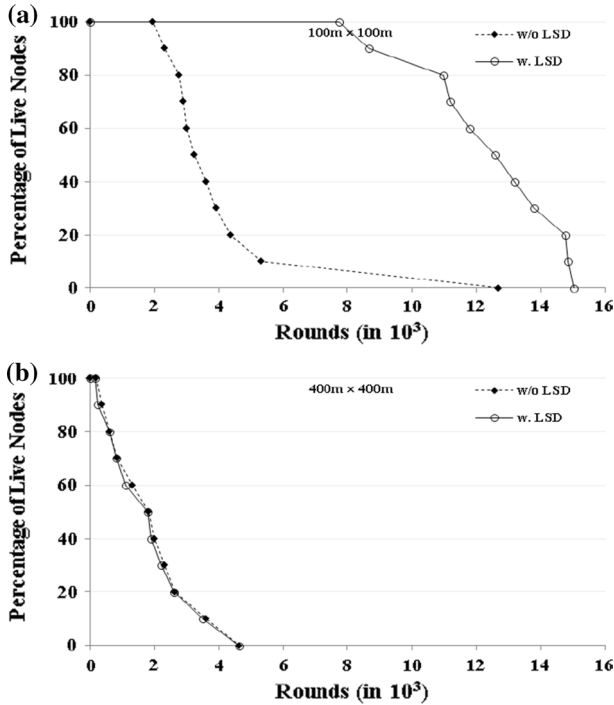 (a)
100m × 100m
w/o LSD
w. LSD
Percentage of Live Nodes
100
80
60
40
20
0
0 2 4 6 8 10 12 14 16
Rounds (in 10³)
(b)
400m × 400m
w/o LSD
w. LSD
Percentage of Live Nodes
100
80
60
40
20
0
0 2 4 6 8 10 12 14 16
Rounds (in 10³)